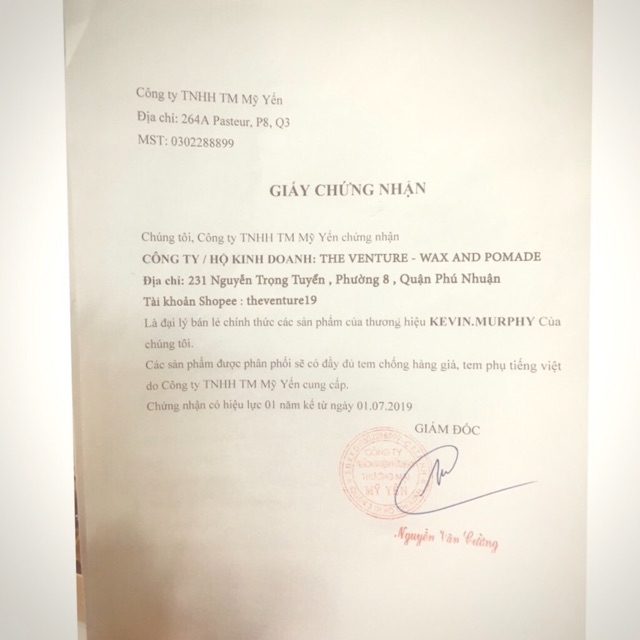 Công ty TNHH TM Mỹ Yến
Địa chỉ: 264A Pasteur, P8, Q3
MST: 0302288899
GIẤY CHỨNG NHẬN
Chúng tôi, Công ty TNHH TM Mỹ Yến chứng nhận
CÔNG TY / HỘ KINH DOANH: THE VENTURE - WAX AND POMADE
Địa chỉ: 231 Nguyễn Trọng Tuyển , Phường 8 , Quận Phú Nhuận
Tài khoản Shopee : theventure19
Là đại lý bán lẻ chính thức các sản phẩm của thương hiệu KEVIN.MURPHY Của
chúng tôi.
Các sản phẩm được phân phối sẽ có đầy đủ tem chống hàng giả, tem phụ tiếng việt
do Công ty TNHH TM Mỹ Yến cung cấp.
Chứng nhận có hiệu lực 01 năm kể từ ngày 01.07.2019
GIÁM ĐỐC
CÔNG TY
Nguyễn Văn Cường